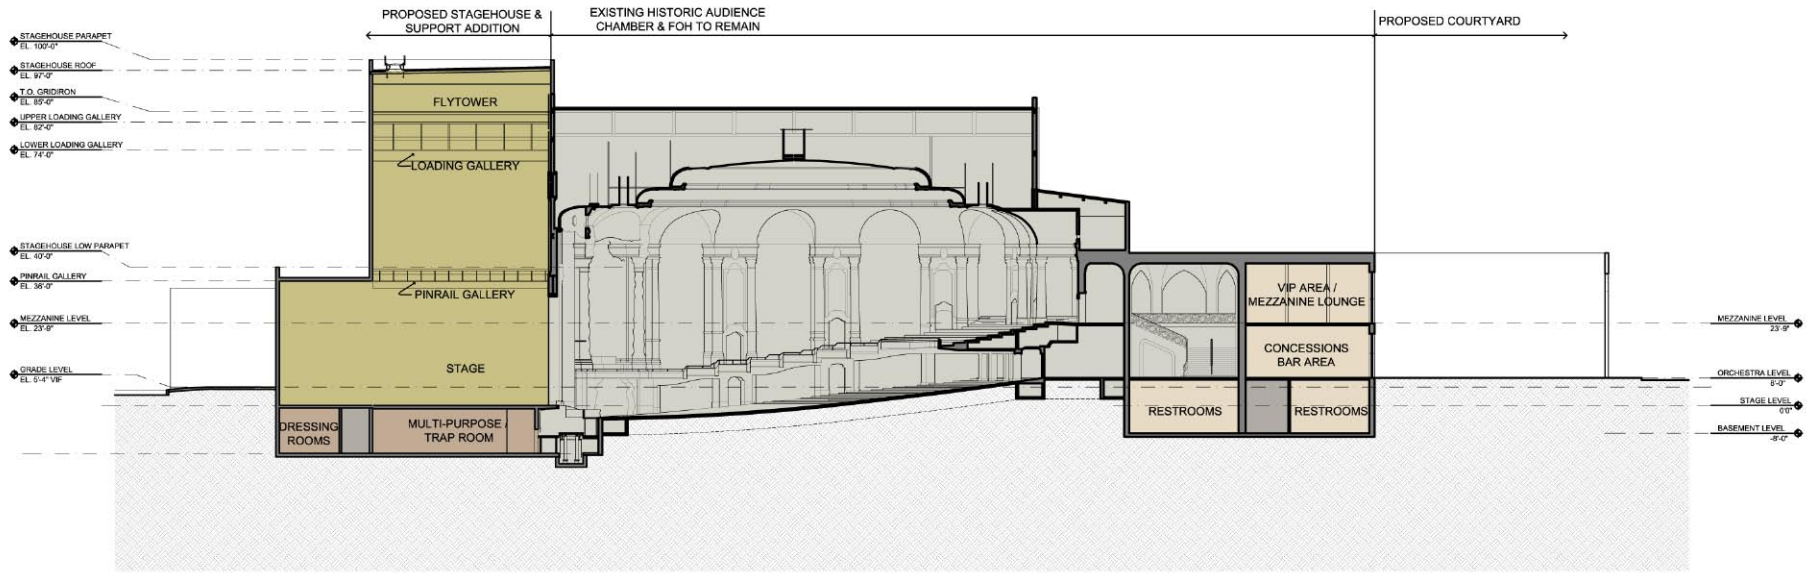 PROPOSED STAGEHOUSE &
SUPPORT ADDITION
EXISTING HISTORIC AUDIENCE
CHAMBER & FOH TO REMAIN
PROPOSED COURTYARD
STAGEHOUSE PARAPET
EL. 100'-0"
STAGEHOUSE ROOF
EL. 97'-0"
T.O. GRIDIRON
EL. 85'-0"
UPPER LOADING GALLERY
EL. 82'-0"
LOWER LOADING GALLERY
EL. 74'-0"
STAGEHOUSE LOW PARAPET
EL. 40'-0"
PINRAIL GALLERY
EL. 36'-0"
MEZZANINE LEVEL
EL. 23'-9"
GRADE LEVEL
EL. 5'-4" VIF
FLYTOWER
LOADING GALLERY
PINRAIL GALLERY
STAGE
DRESSING
ROOMS
MULTI-PURPOSE /
TRAP ROOM
VIP AREA /
MEZZANINE LOUNGE
CONCESSIONS
BAR AREA
RESTROOMS
RESTROOMS
MEZZANINE LEVEL
23'-9"
ORCHESTRA LEVEL
8'-0"
STAGE LEVEL
0'0"
BASEMENT LEVEL
-8'-0"